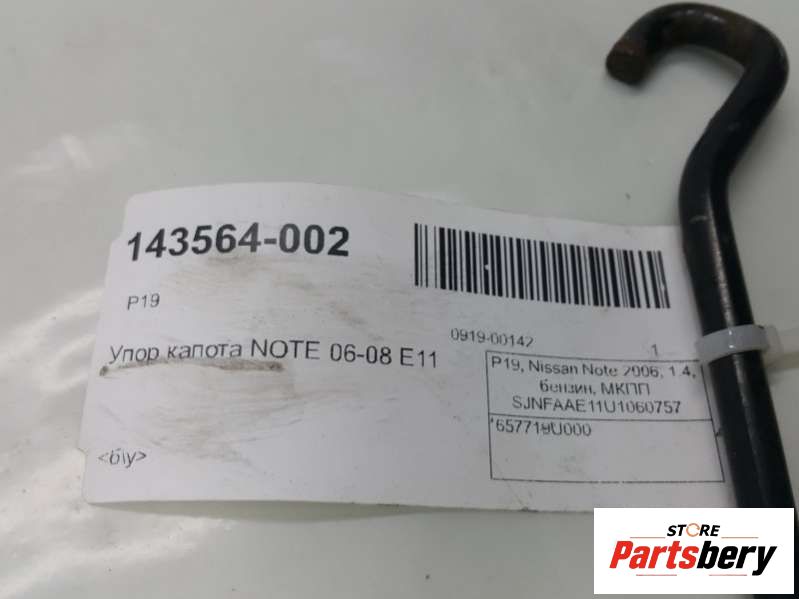 143564-002
P19
Упор капота NOTE 06-08 E11
<б/у>
0919-00142 1
P19, Nissan Note 2006, 1.4,
бензин, МКПП
SJNFAAE11U1060757
*657719U000
STORE
Partsbery